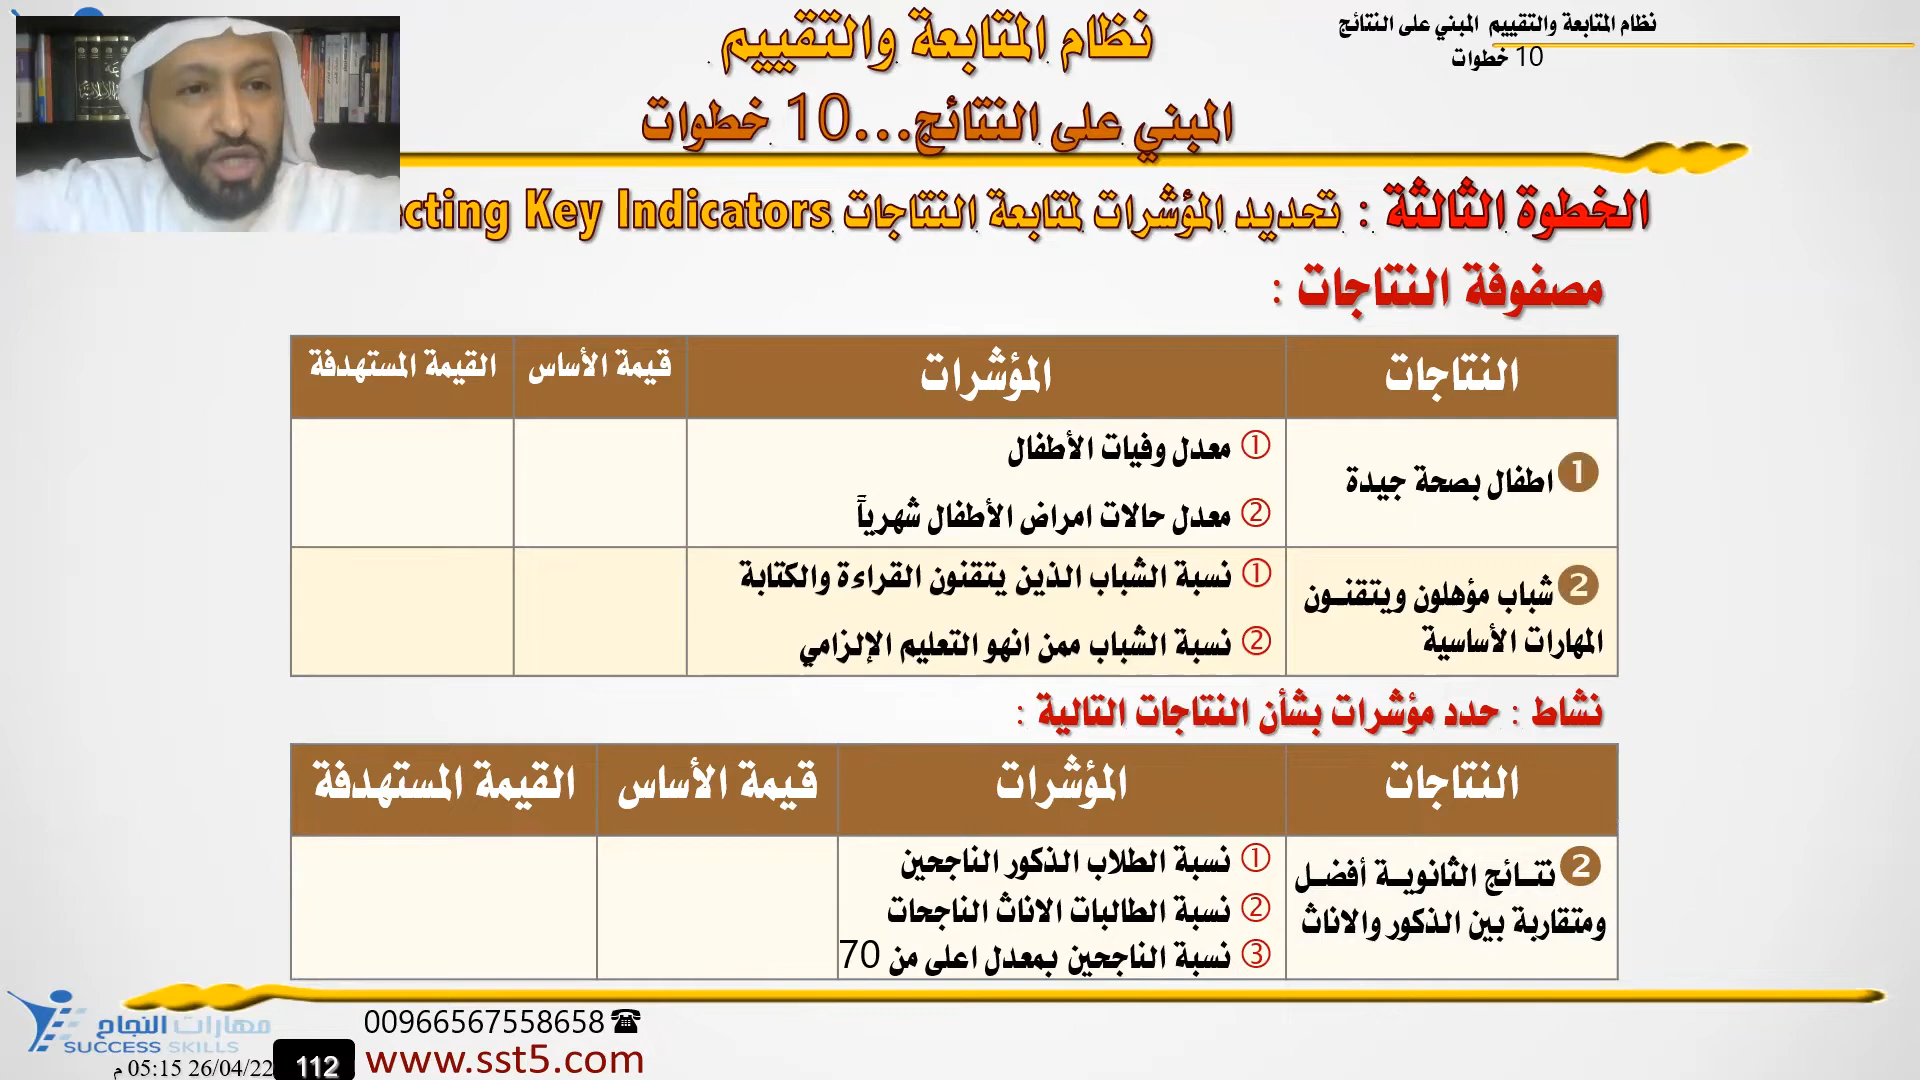 نظام المتابعة والتقييم المبني على النتائج
10 خطوات
نظام المتابعة والتقييم
المبني على النتائج...10 خطوات
الخطوة الثالثة : تحديد المؤشرات لمتابعة النتاجات ecting Key Indicators
مصفوفة النتاجات :
النتاجات المؤشرات قيمة الأساس القيمة المستهدفة
1 اطفال بصحة جيدة
① معدل وفيات الأطفال
② معدل حالات امراض الأطفال شهرياً
2 شباب مؤهلون ويتقنون
المهارات الأساسية
① نسبة الشباب الذين يتقنون القراءة والكتابة
② نسبة الشباب ممن انهو التعليم الإلزامي
نشاط : حدد مؤشرات بشأن النتاجات التالية :
النتاجات المؤشرات قيمة الأساس القيمة المستهدفة
2 نتائج الثانوية أفضل
ومتقاربة بين الذكور والاناث
① نسبة الطلاب الذكور الناجحين
② نسبة الطالبات الاناث الناجحات
③ نسبة الناجحين بمعدل اعلى من 70
مهارات النجاح
SUCCESS SKILLS
☎ 00966567558658
www.sst5.com
112
26/04/22 05:15 م